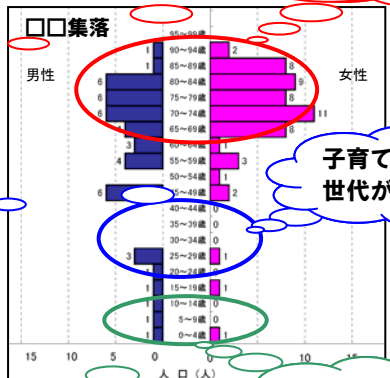 □□集落
95~99歳
1 90~94歳 2
男性 1 85~89歳 8 女性
6 80~84歳 9
6 75~79歳 8
6 70~74歳 11
65~69歳 8
3 60~64歳 1
4 55~59歳 3
50~54歳 1
6 45~49歳 2
40~44歳 0
35~39歳 0
30~34歳 0
3 25~29歳 1
1 20~24歳 0
1 15~19歳 1
1 10~14歳 0
1 5~9歳 0
1 0~4歳 1
15 10 5 0 0 10 15
人口(人)
子育て
世代が